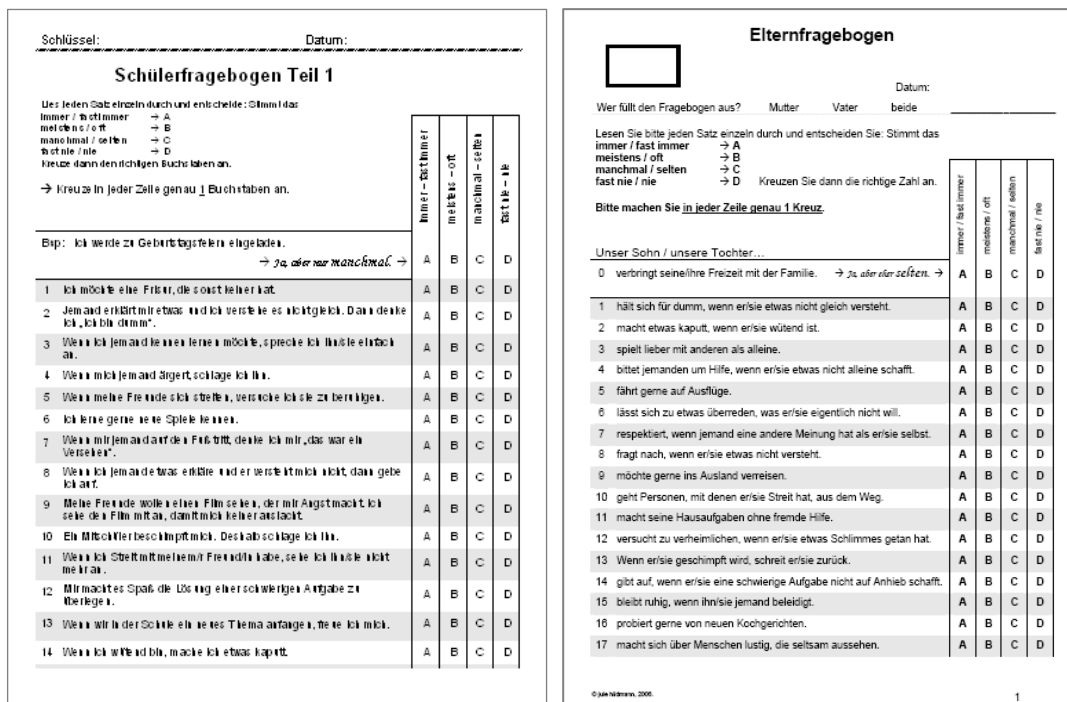 Schlüssel:
Datum:
Schülerfragebogen Teil 1
Lies jeden Satz einzeln durch und entscheide: Stimmt das
immer / fast immer → A
meistens / oft → B
manchmal / selten → C
fast nie / nie → D
Kreuze dann den richtigen Buchstaben an.
→ Kreuze in jeder Zeile genau 1 Buchstaben an.
immer – fast immer
meistens – oft
manchmal – selten
fast nie – nie
Bsp: Ich werde zu Geburtstagsfeiern eingeladen.
→ Ja, aber nur manchmal. → A B C D
1 Ich möchte eine Frisur, die sonst keiner hat. A B C D
2 Jemand erklärt mir etwas und ich verstehe es nicht gleich. Dann denke
ich „Ich bin dumm“. A B C D
3 Wenn ich jemand kennen lernen möchte, spreche ich ihn/sie einfach
an. A B C D
4 Wenn mich jemand ärgert, schlage ich ihn. A B C D
5 Wenn meine Freunde sich streiten, versuche ich sie zu beruhigen. A B C D
6 Ich lerne gerne neue Spiele kennen. A B C D
7 Wenn mir jemand auf den Fuß tritt, denke ich mir „das war ein
Versehen“. A B C D
8 Wenn ich jemand etwas erkläre und er versteht mich nicht, dann gebe
ich auf. A B C D
9 Meine Freunde wollen einen Film sehen, der mir Angst macht. Ich
sehe den Film mit an, damit mich keiner auslacht. A B C D
10 Ein Mitschüler beschimpft mich. Deshalb schlage ich ihn. A B C D
11 Wenn ich Streit mit meinem/r Freund/in habe, sehe ich ihn/sie nicht
mehr an. A B C D
12 Mir macht es Spaß die Lösung einer schwierigen Aufgabe zu
überlegen. A B C D
13 Wenn wir in der Schule ein neues Thema anfangen, freue ich mich. A B C D
14 Wenn ich wütend bin, mache ich etwas kaputt. A B C D
Elternfragebogen
Datum:
Wer füllt den Fragebogen aus? Mutter Vater beide
Lesen Sie bitte jeden Satz einzeln durch und entscheiden Sie: Stimmt das
immer / fast immer → A
meistens / oft → B
manchmal / selten → C
fast nie / nie → D Kreuzen Sie dann die richtige Zahl an.
Bitte machen Sie in jeder Zeile genau 1 Kreuz.
immer / fast immer
meistens / oft
manchmal / selten
fast nie / nie
Unser Sohn / unsere Tochter…
0 verbringt seine/ihre Freizeit mit der Familie. → Ja, aber eher selten. → A B C D
1 hält sich für dumm, wenn er/sie etwas nicht gleich versteht. A B C D
2 macht etwas kaputt, wenn er/sie wütend ist. A B C D
3 spielt lieber mit anderen als alleine. A B C D
4 bittet jemanden um Hilfe, wenn er/sie etwas nicht alleine schafft. A B C D
5 fährt gerne auf Ausflüge. A B C D
6 lässt sich zu etwas überreden, was er/sie eigentlich nicht will. A B C D
7 respektiert, wenn jemand eine andere Meinung hat als er/sie selbst. A B C D
8 fragt nach, wenn er/sie etwas nicht versteht. A B C D
9 möchte gerne ins Ausland verreisen. A B C D
10 geht Personen, mit denen er/sie Streit hat, aus dem Weg. A B C D
11 macht seine Hausaufgaben ohne fremde Hilfe. A B C D
12 versucht zu verheimlichen, wenn er/sie etwas Schlimmes getan hat. A B C D
13 Wenn er/sie geschimpft wird, schreit er/sie zurück. A B C D
14 gibt auf, wenn er/sie eine schwierige Aufgabe nicht auf Anhieb schafft. A B C D
15 bleibt ruhig, wenn ihn/sie jemand beleidigt. A B C D
16 probiert gerne von neuen Kochgerichten. A B C D
17 macht sich über Menschen lustig, die seltsam aussehen. A B C D
© jule hildmann, 2006.
1